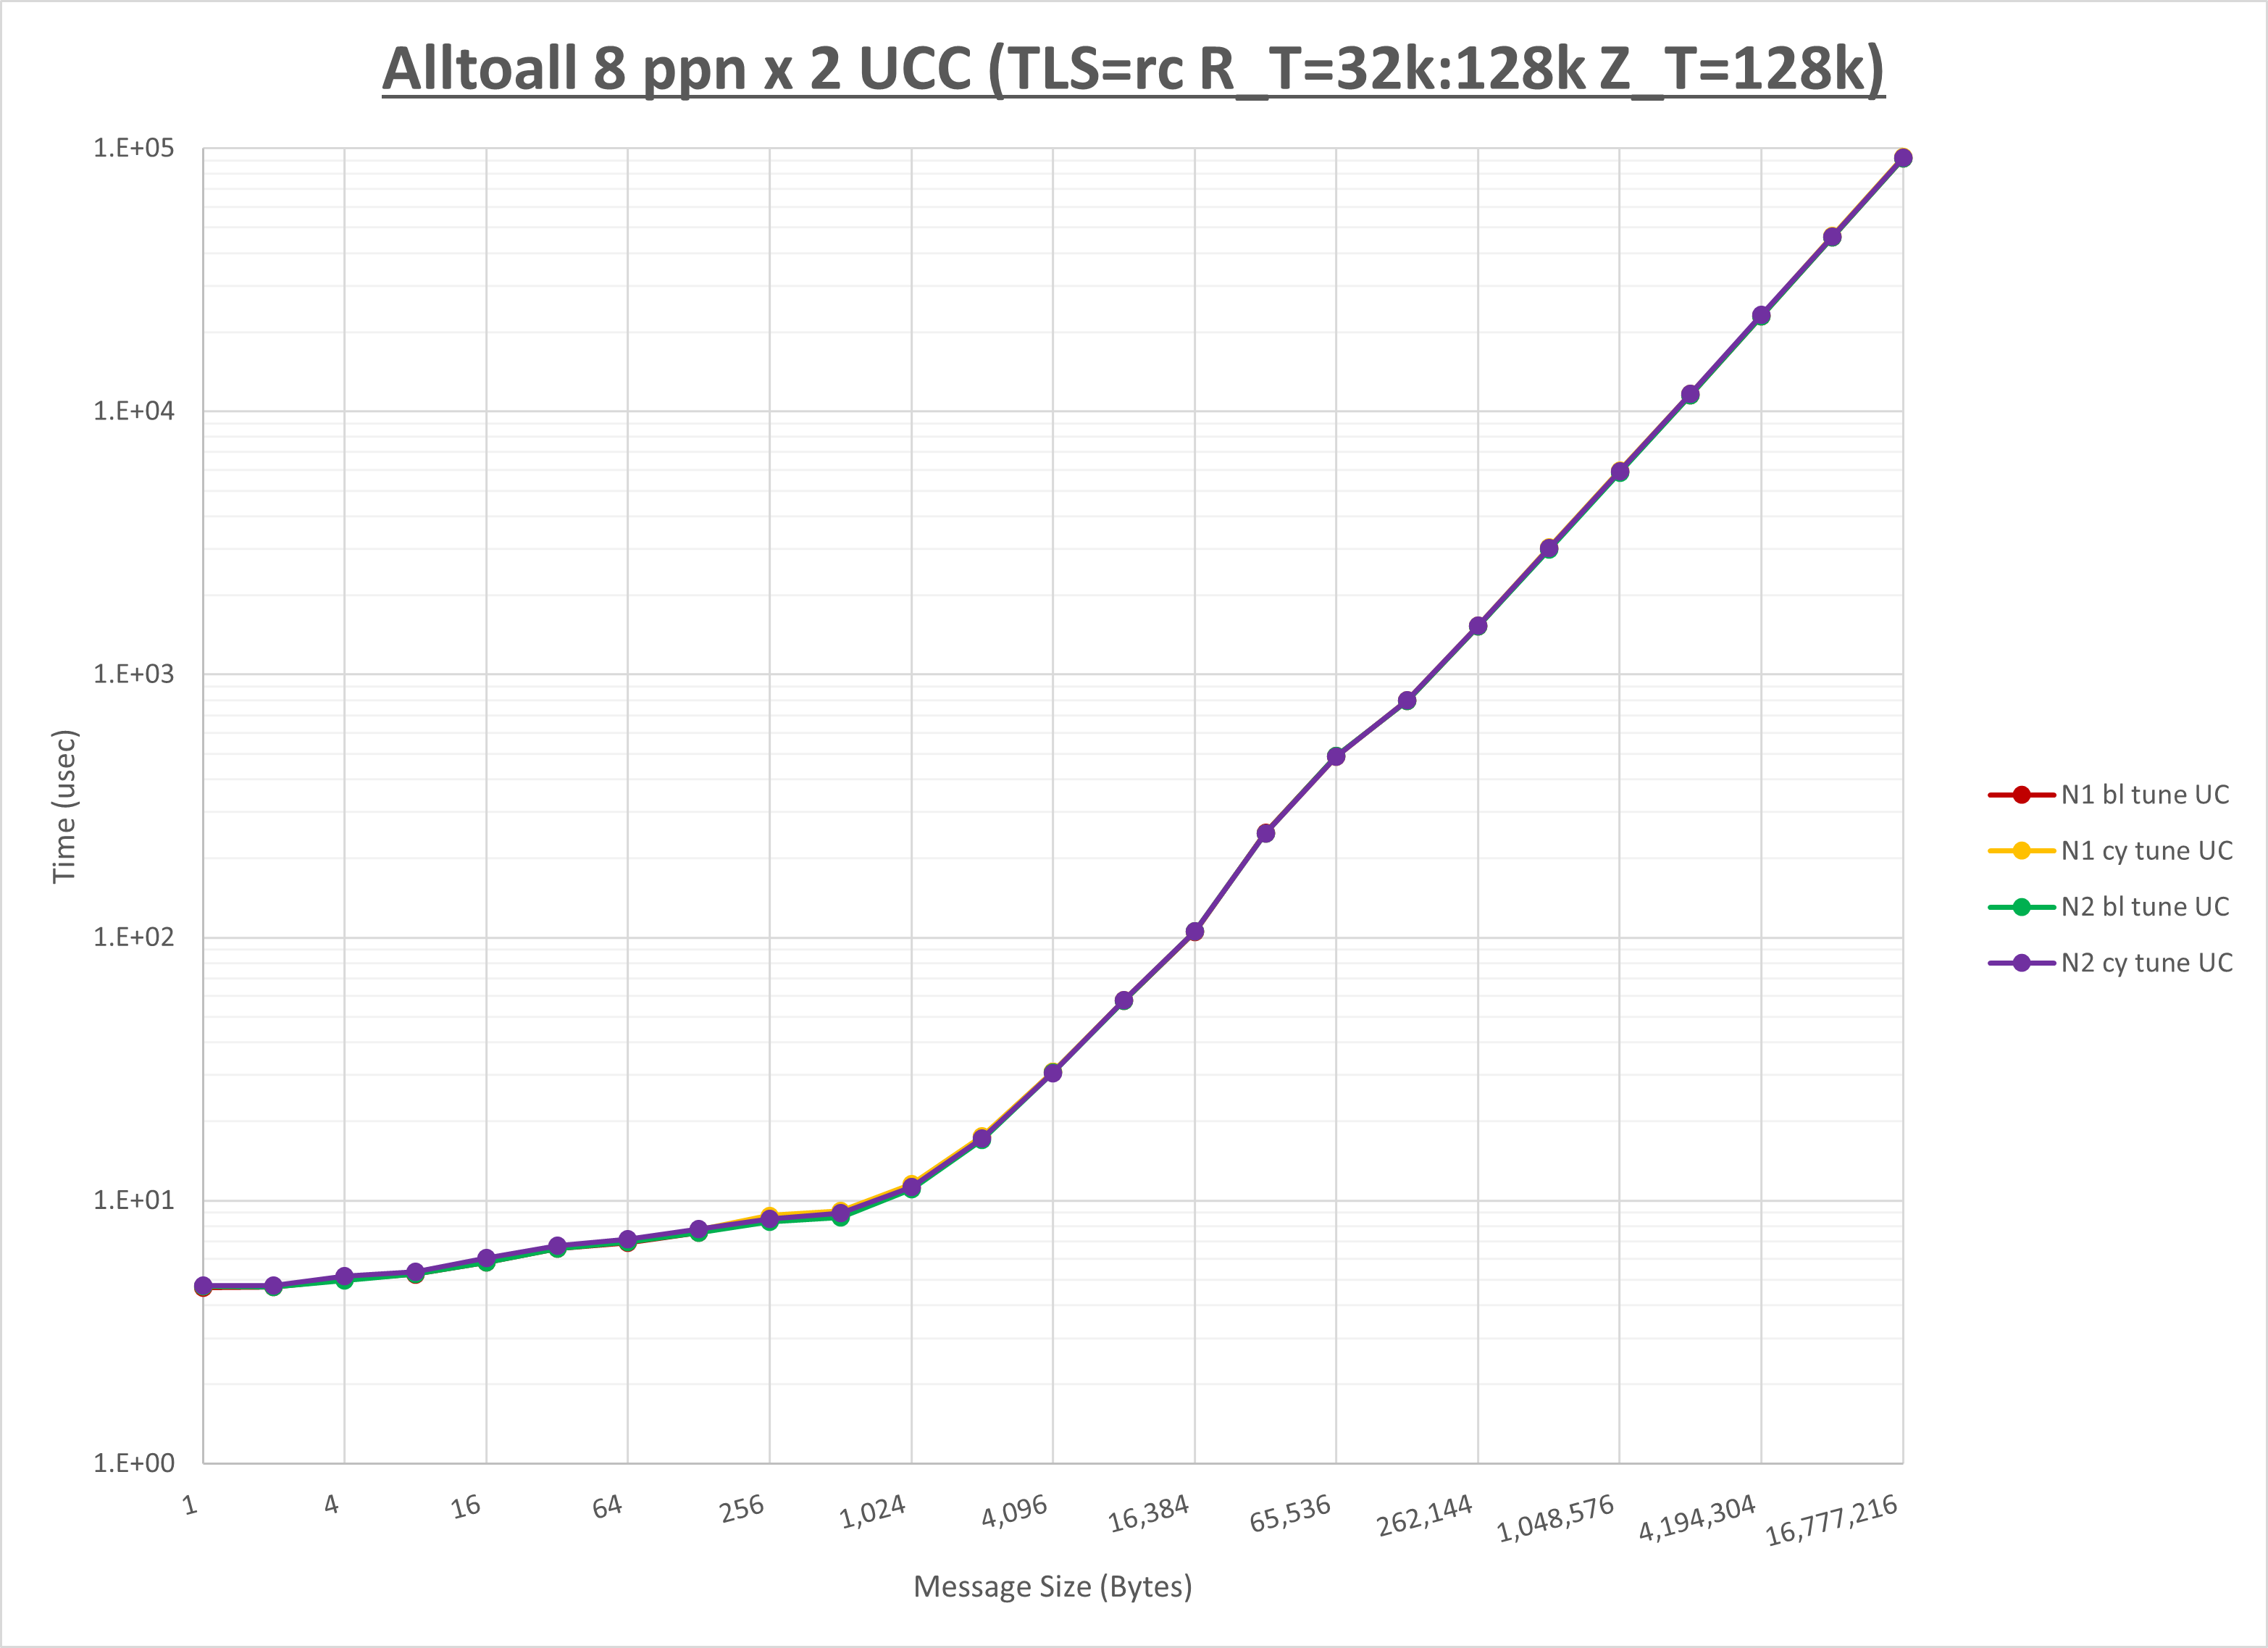 Alltoall 8 ppn x 2 UCC (TLS=rc R_T=32k:128k Z_T=128k)
1.E+05
1.E+04
1.E+03
1.E+02
1.E+01
1.E+00
Time (usec)
1
4
16
64
256
1,024
4,096
16,384
65,536
262,144
1,048,576
4,194,304
16,777,216
Message Size (Bytes)
N1 bl tune UC
N1 cy tune UC
N2 bl tune UC
N2 cy tune UC